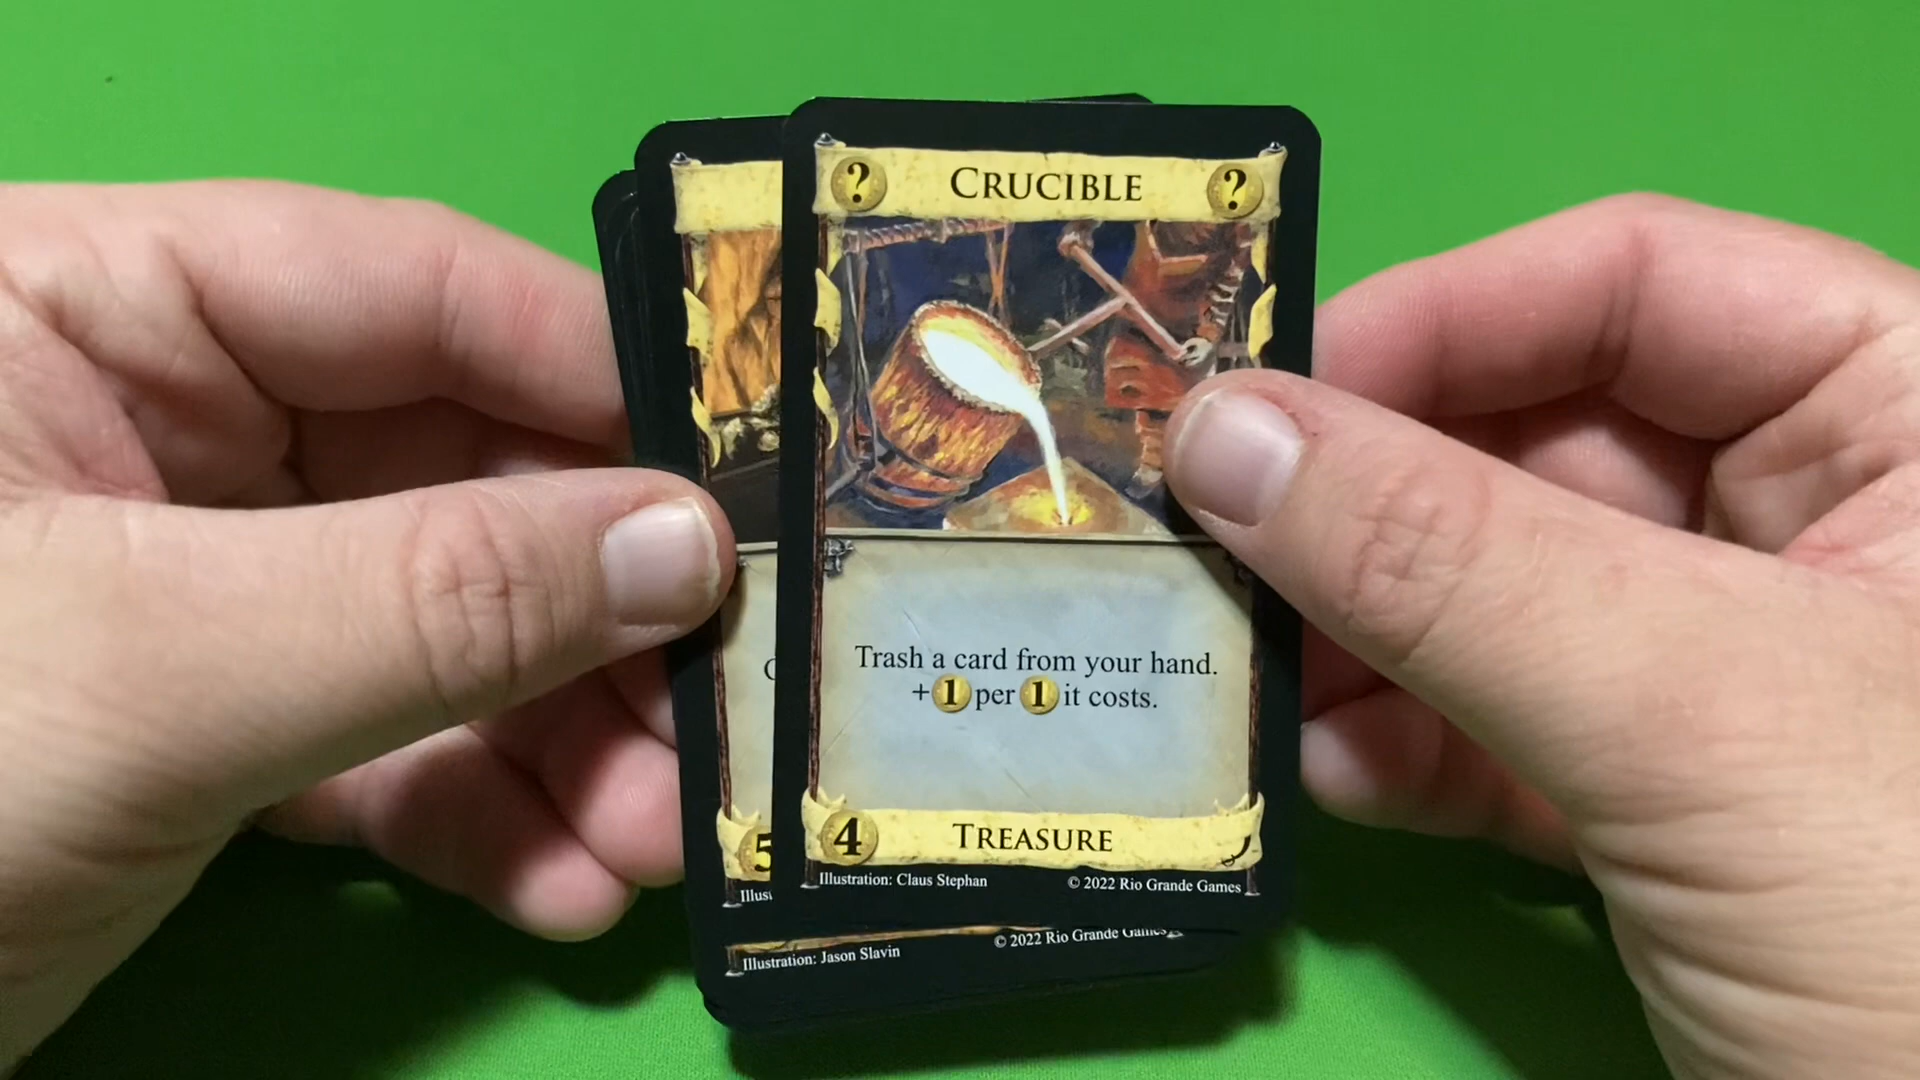 ? CRUCIBLE ?
Trash a card from your hand.
+1 per 1 it costs.
4 TREASURE
Illustration: Claus Stephan © 2022 Rio Grande Games
5
Illustration: Jason Slavin © 2022 Rio Grande Games